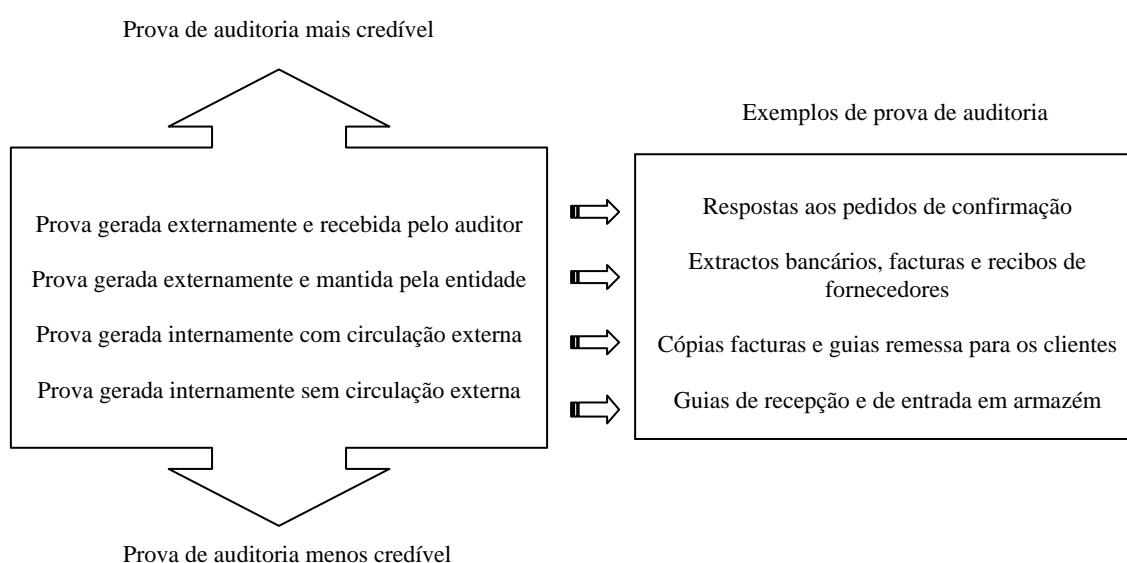 Prova de auditoria mais credível
Exemplos de prova de auditoria
Prova gerada externamente e recebida pelo auditor
Prova gerada externamente e mantida pela entidade
Prova gerada internamente com circulação externa
Prova gerada internamente sem circulação externa
Respostas aos pedidos de confirmação
Extractos bancários, facturas e recibos de
fornecedores
Cópias facturas e guias remessa para os clientes
Guias de recepção e de entrada em armazém
Prova de auditoria menos credível